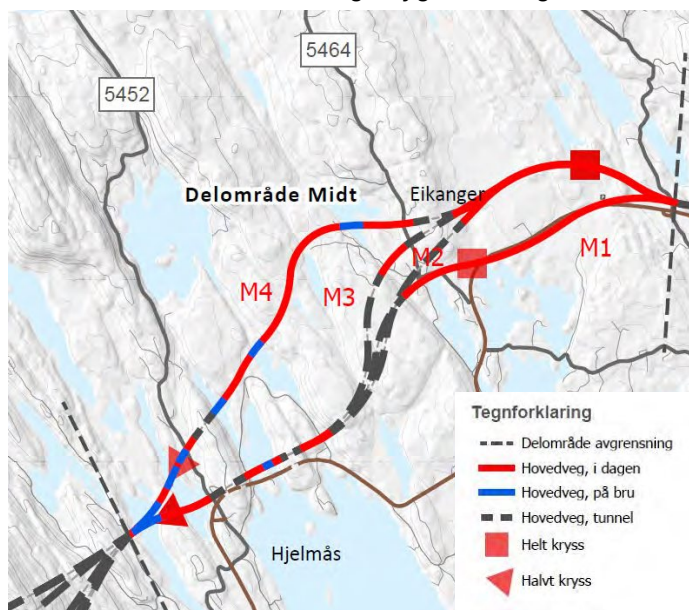 5464
5452
Delområde Midt
Eikanger
M1
M2
M3
M4
Hjelmås
Tegnforklaring
Delområde avgrensning
Hovedveg, i dagen
Hovedveg, på bru
Hovedveg, tunnel
Helt kryss
Halvt kryss